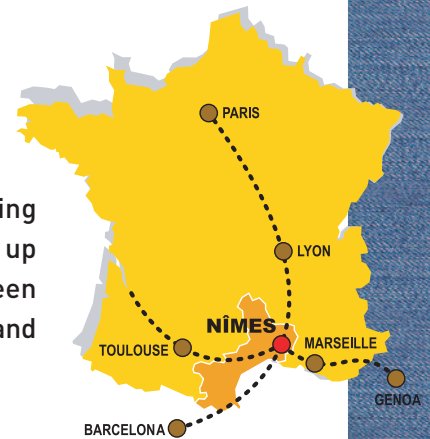 PARIS
ing
up
een
and
LYON
NÎMES
MARSEILLE
TOULOUSE
GENOA
BARCELONA